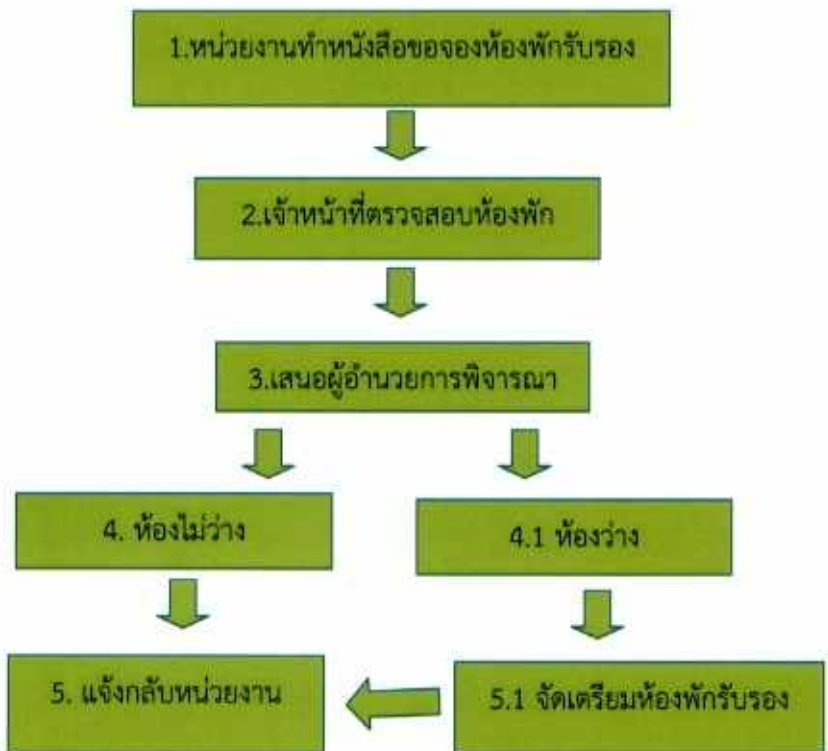 1.หน่วยงานทำหนังสือขอจองห้องพักรับรอง
2.เจ้าหน้าที่ตรวจสอบห้องพัก
3.เสนอผู้อำนวยการพิจารณา
4. ห้องไม่ว่าง
4.1 ห้องว่าง
5. แจ้งกลับหน่วยงาน
5.1 จัดเตรียมห้องพักรับรอง